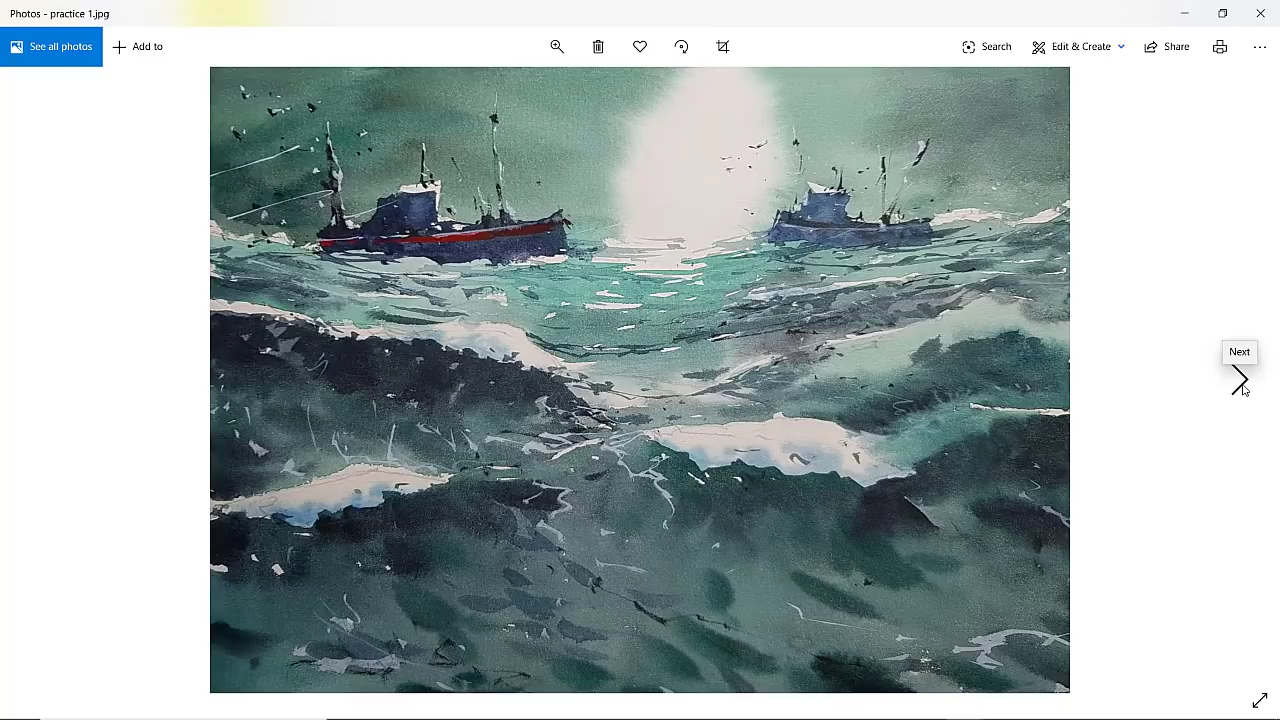 Photos - practice 1.jpg
See all photos
Add to
Search
Edit & Create
Share
Next